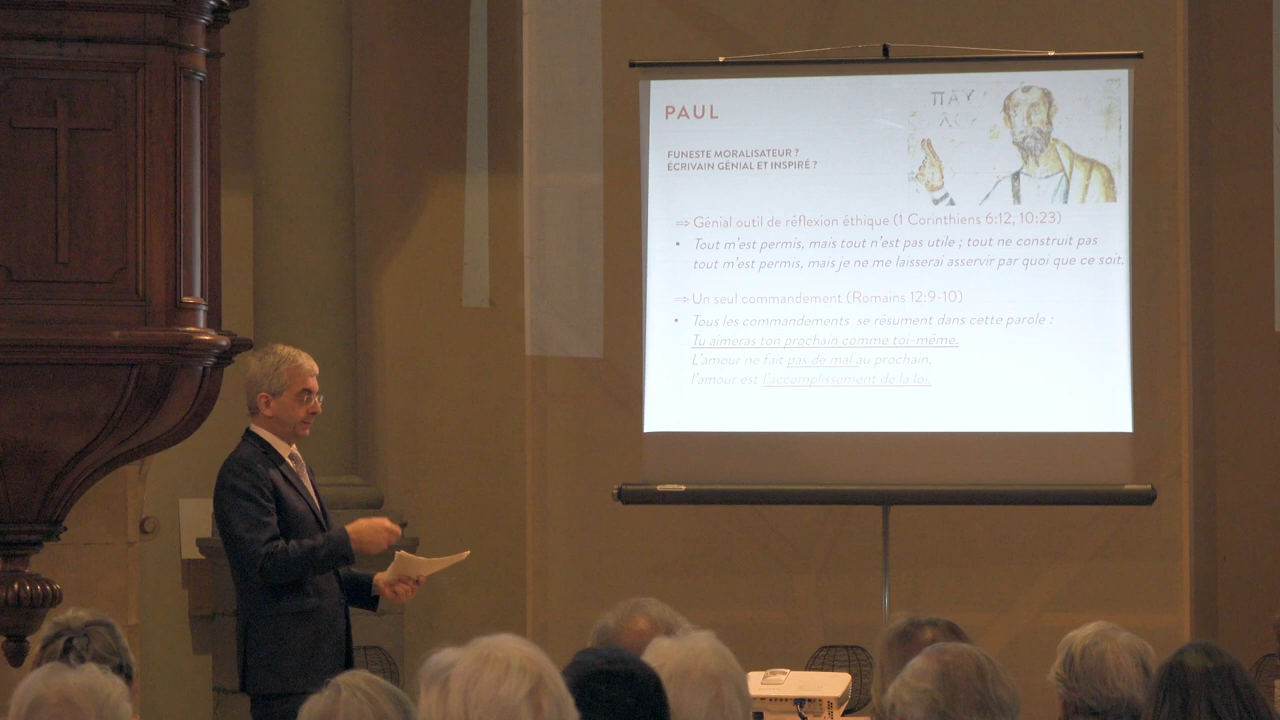 PAUL
ΠΑΥ
ΛΟC
FUNESTE MORALISATEUR ?
ÉCRIVAIN GÉNIAL ET INSPIRÉ ?
⇒ Génial outil de réflexion éthique (1 Corinthiens 6:12, 10:23)
• Tout m'est permis, mais tout n'est pas utile ; tout ne construit pas
tout m'est permis, mais je ne me laisserai asservir par quoi que ce soit.
⇒ Un seul commandement (Romains 12:9-10)
• Tous les commandements se résument dans cette parole :
Tu aimeras ton prochain comme toi-même.
L'amour ne fait pas de mal au prochain,
l'amour est l'accomplissement de la loi.